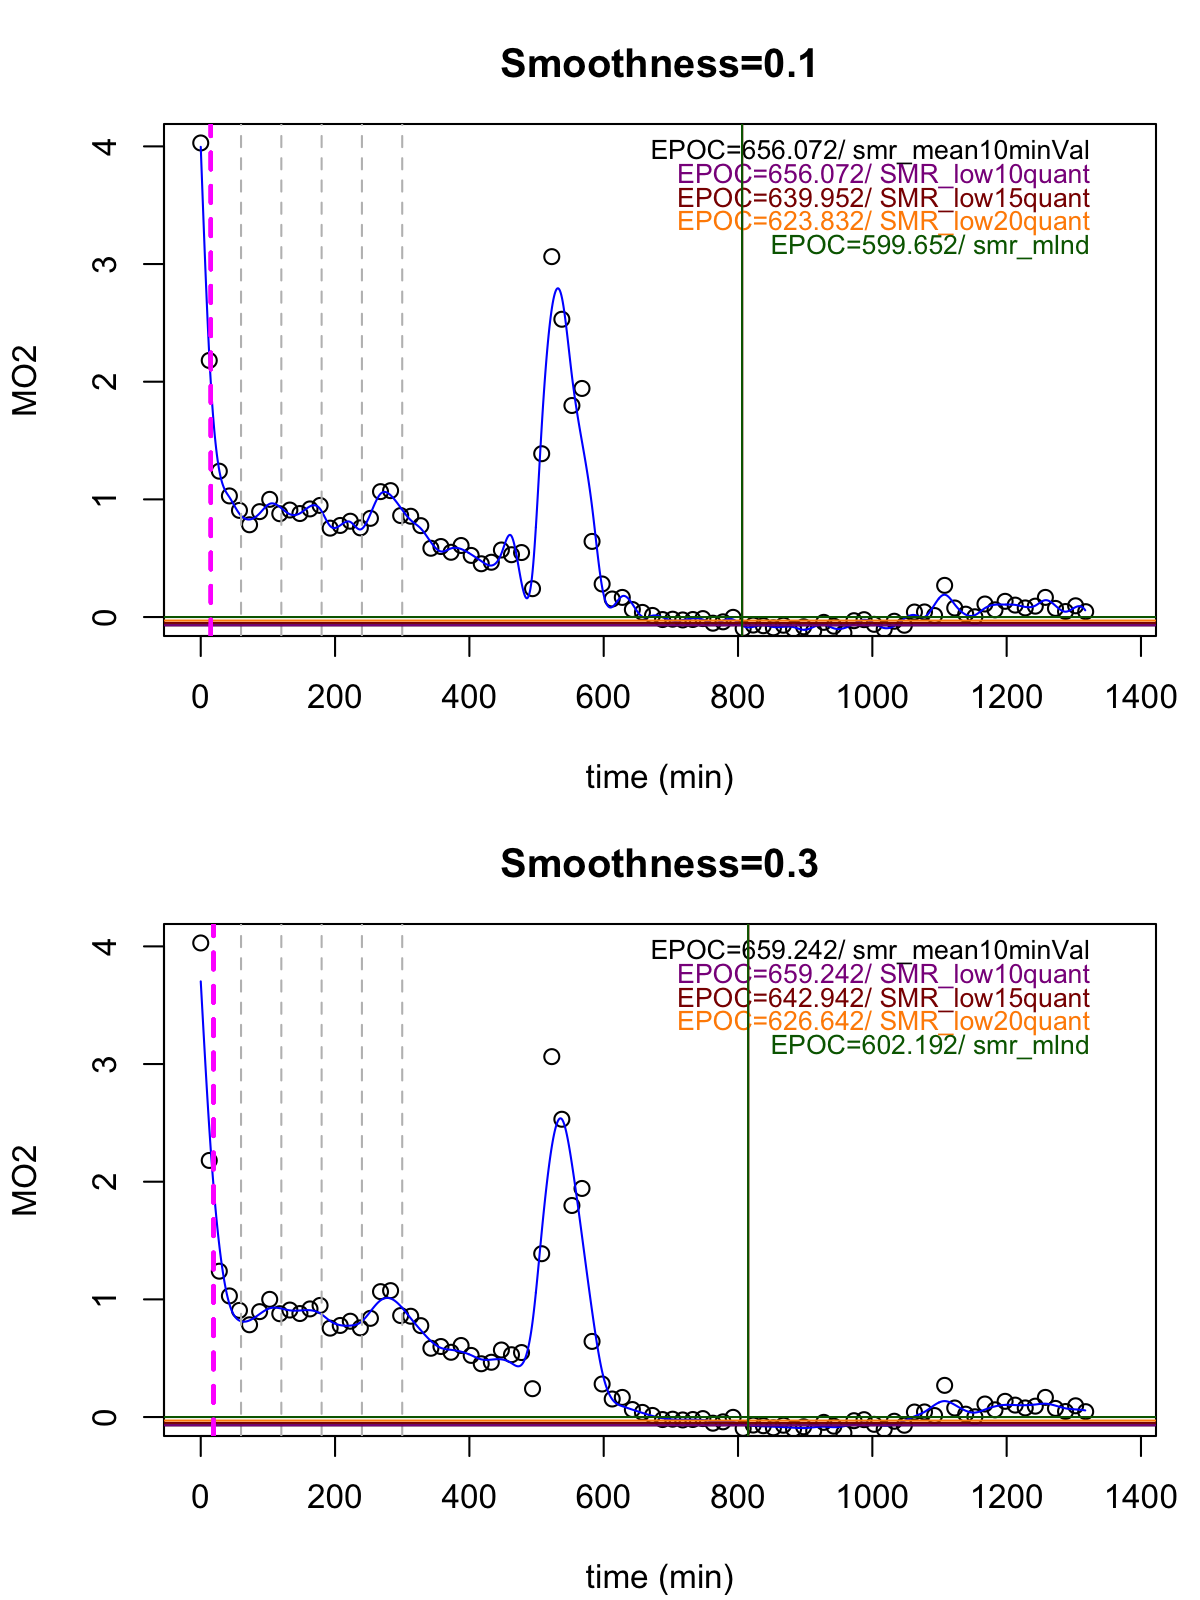 Smoothness=0.1
EPOC=656.072/ smr_mean10minVal
EPOC=656.072/ SMR_low10quant
EPOC=639.952/ SMR_low15quant
EPOC=623.832/ SMR_low20quant
EPOC=599.652/ smr_mlnd
MO2
4
3
2
1
0
0 200 400 600 800 1000 1200 1400
time (min)
Smoothness=0.3
EPOC=659.242/ smr_mean10minVal
EPOC=659.242/ SMR_low10quant
EPOC=642.942/ SMR_low15quant
EPOC=626.642/ SMR_low20quant
EPOC=602.192/ smr_mlnd
MO2
4
3
2
1
0
0 200 400 600 800 1000 1200 1400
time (min)